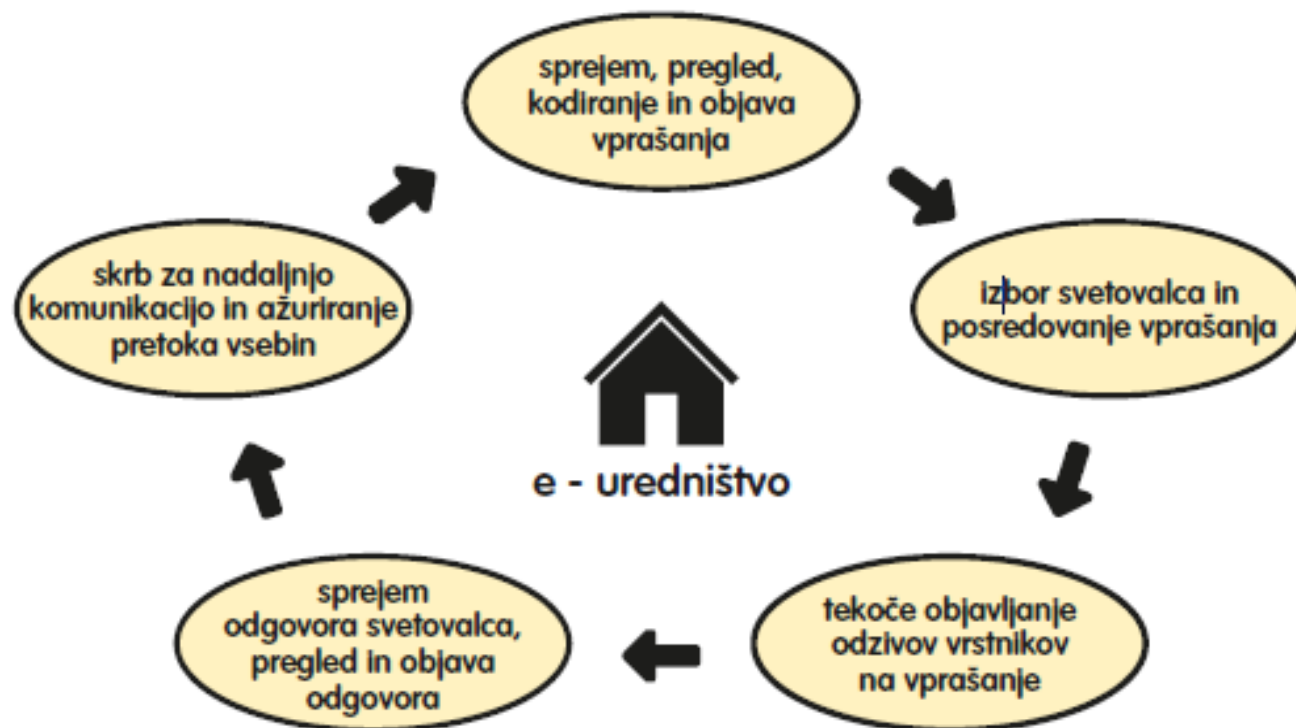 sprejem, pregled,
kodiranje in objava
vprašanja
izbor svetovalca in
posredovanje vprašanja
tekoče objavljanje
odzivov vrstnikov
na vprašanje
sprejem
odgovora svetovalca,
pregled in objava
odgovora
skrb za nadaljnjo
komunikacijo in ažuriranje
pretoka vsebin
e - uredništvo